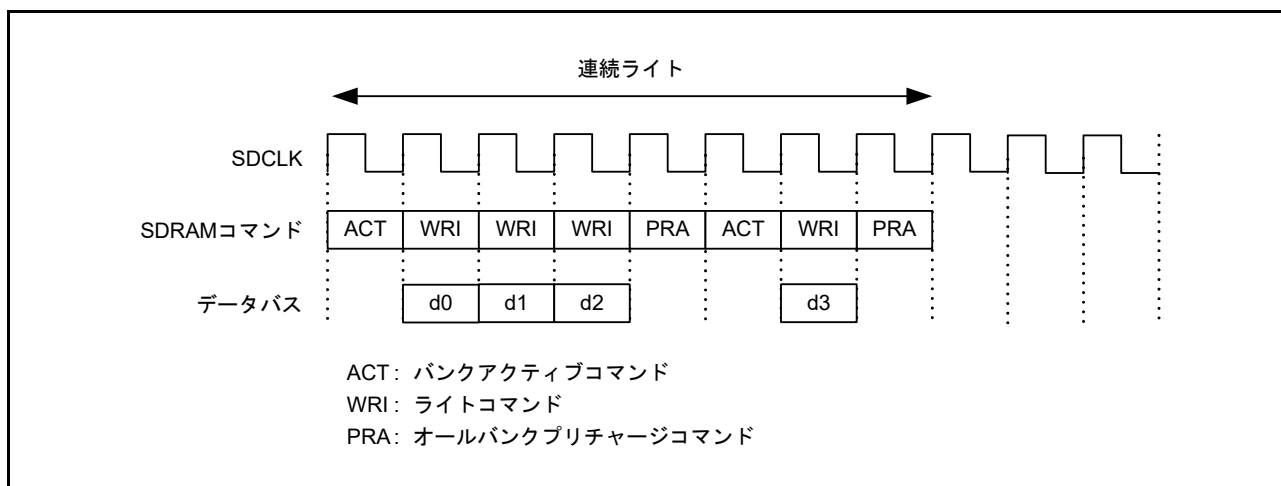 連続ライト
SDCLK
SDRAMコマンド ACT WRI WRI WRI PRA ACT WRI PRA
データバス d0 d1 d2 d3
ACT: バンクアクティブコマンド
WRI: ライトコマンド
PRA: オールバンクプリチャージコマンド